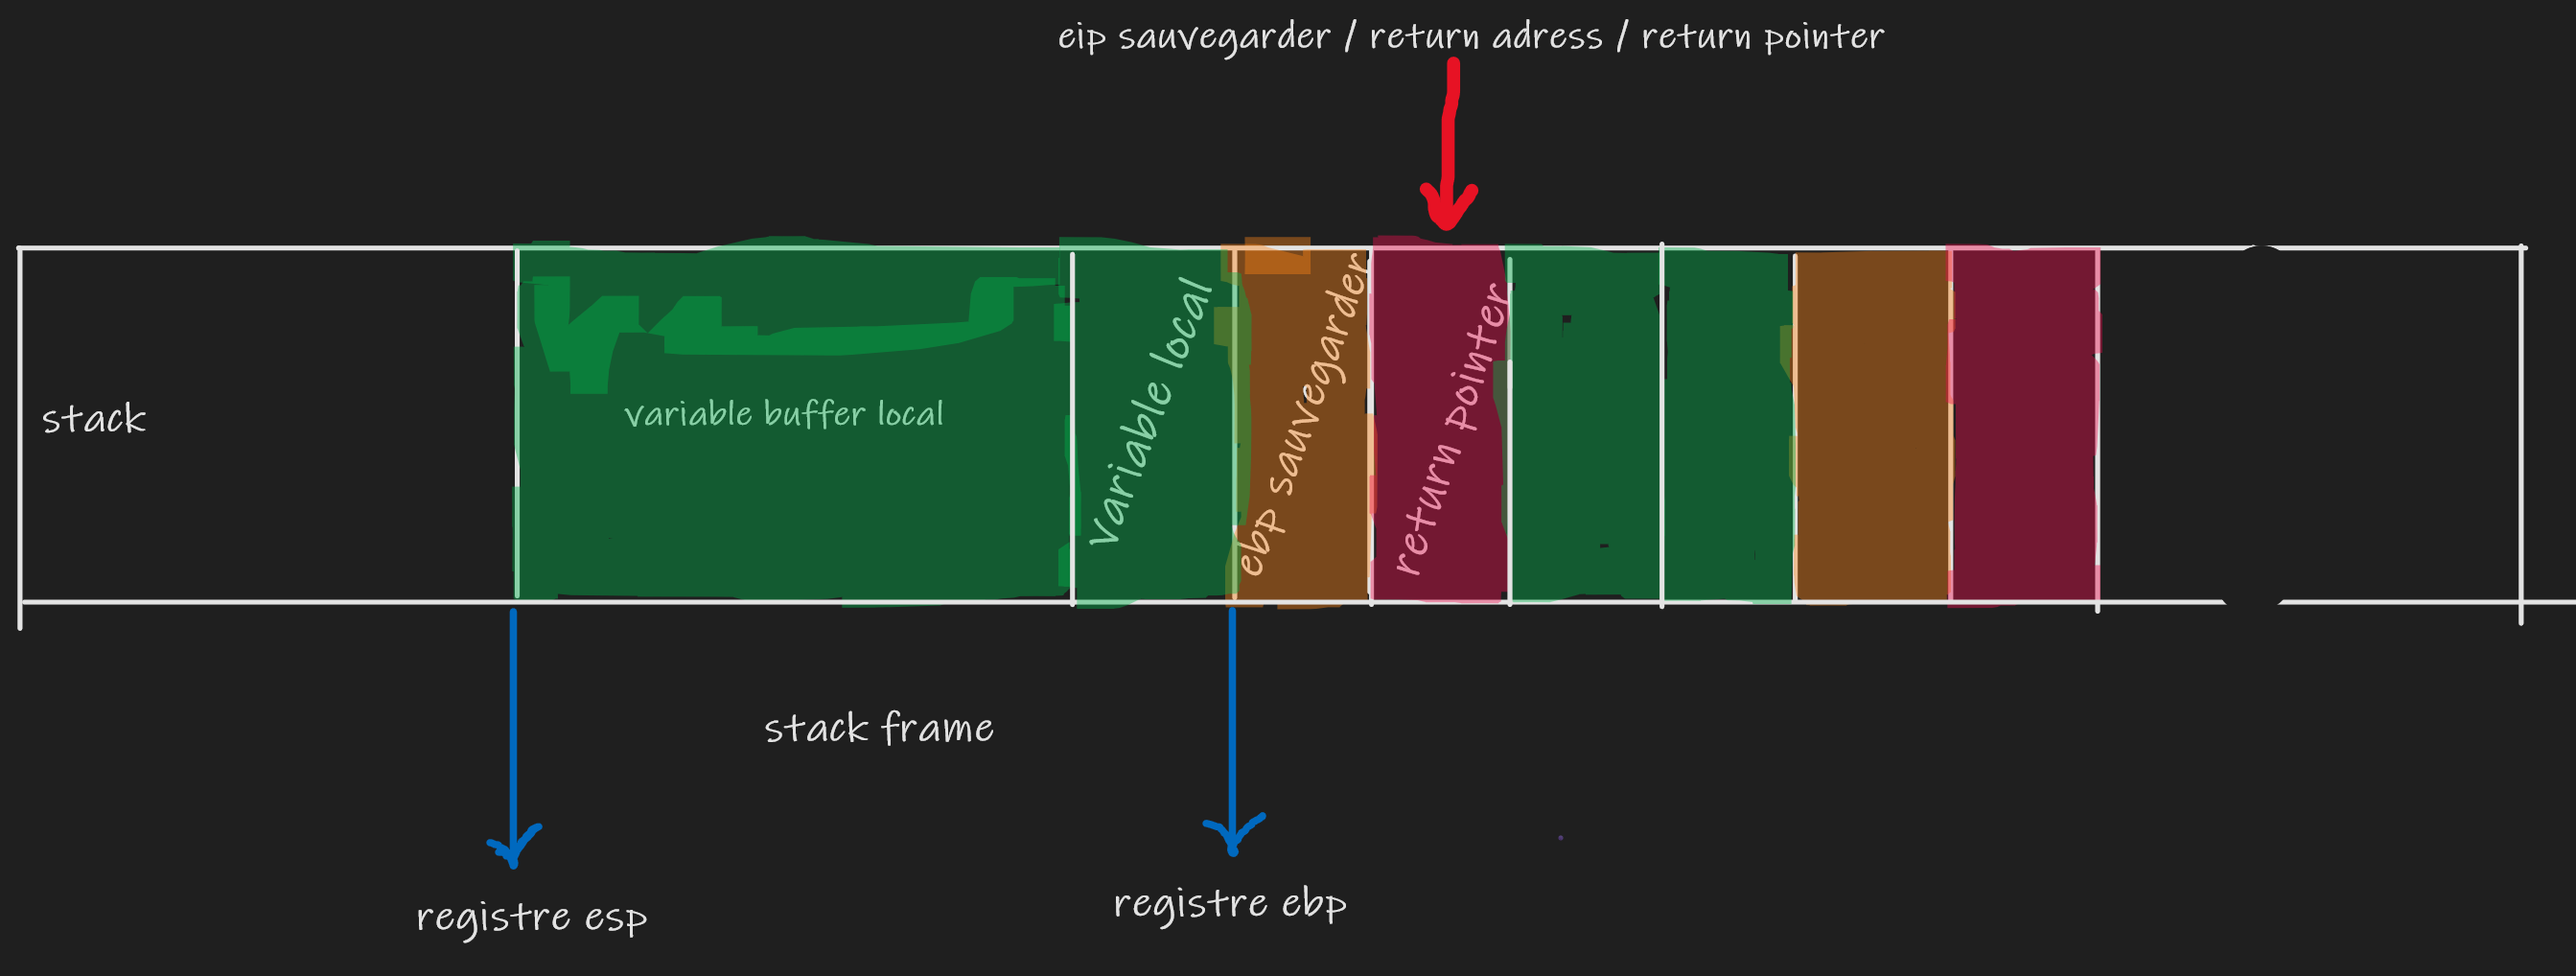 eip sauvegarder / return adress / return pointer
stack
variable buffer local
variable local
ebp sauvegarder
return pointer
stack frame
registre esp
registre ebp